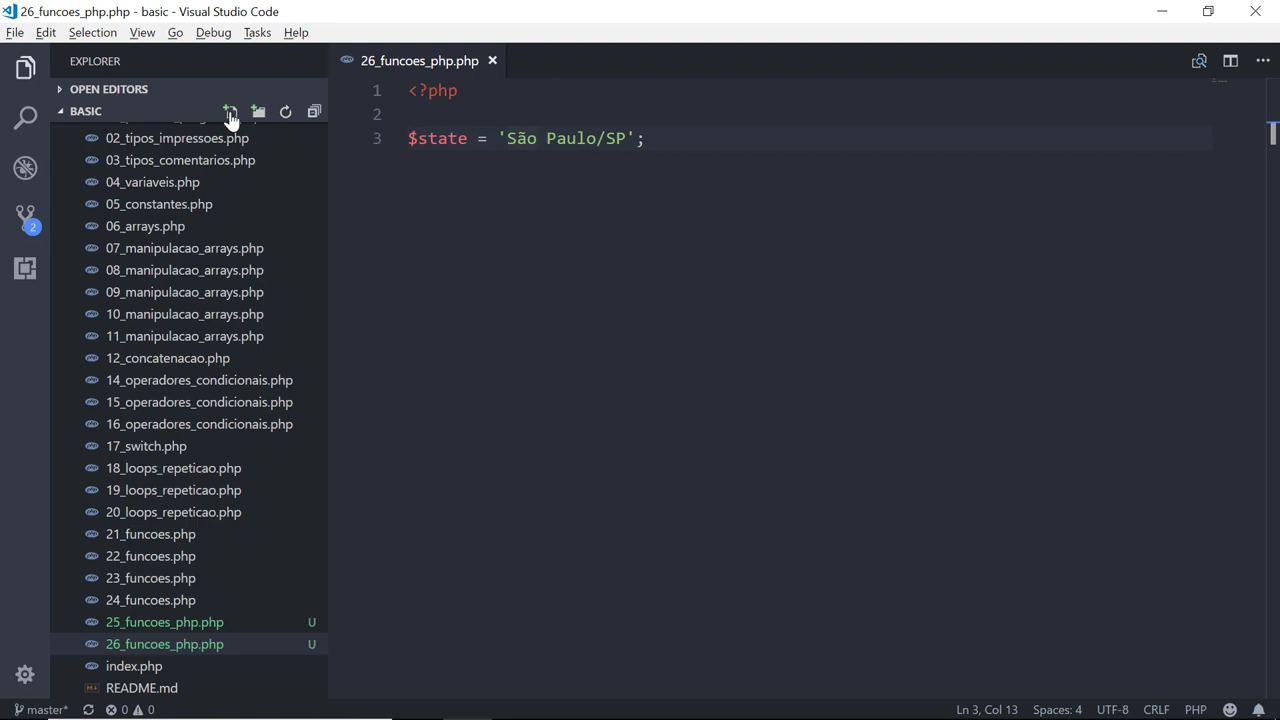 26_funcoes_php.php - basic - Visual Studio Code
File Edit Selection View Go Debug Tasks Help
EXPLORER
26_funcoes_php.php
OPEN EDITORS
BASIC
02_tipos_impressoes.php
03_tipos_comentarios.php
04_variaveis.php
05_constantes.php
06_arrays.php
07_manipulacao_arrays.php
08_manipulacao_arrays.php
09_manipulacao_arrays.php
10_manipulacao_arrays.php
11_manipulacao_arrays.php
12_concatenacao.php
14_operadores_condicionais.php
15_operadores_condicionais.php
16_operadores_condicionais.php
17_switch.php
18_loops_repeticao.php
19_loops_repeticao.php
20_loops_repeticao.php
21_funcoes.php
22_funcoes.php
23_funcoes.php
24_funcoes.php
25_funcoes_php.php U
26_funcoes_php.php U
index.php
README.md
2
1 <?php
2
3 $state = 'São Paulo/SP';
master* 0 0 Ln 3, Col 13 Spaces: 4 UTF-8 CRLF PHP